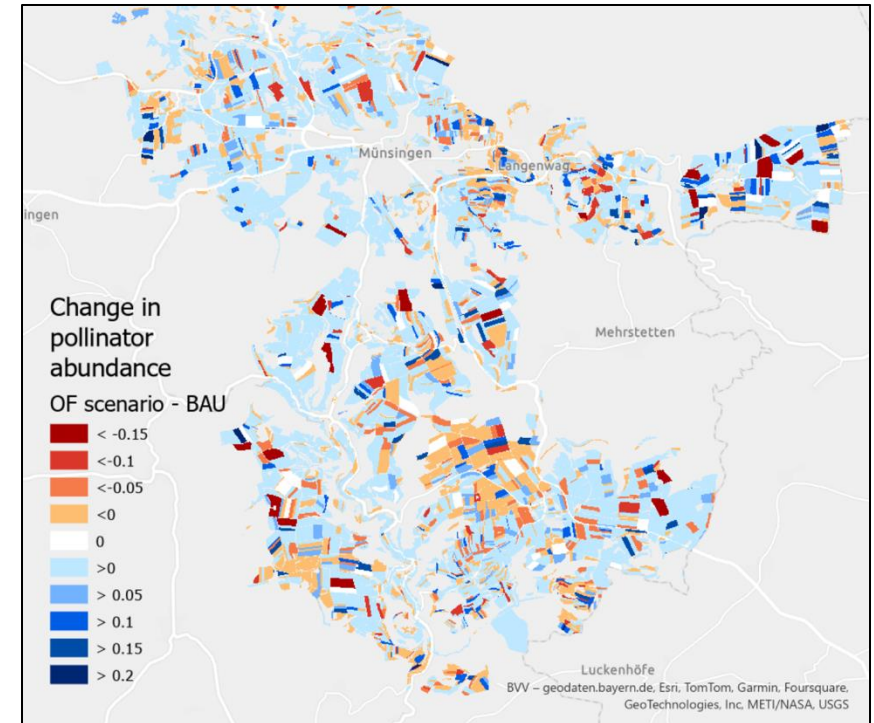 Münsingen
Langenwag
ingen
Mehrstetten
Change in
pollinator
abundance
OF scenario - BAU
< -0.15
<-0.1
<-0.05
<0
0
>0
> 0.05
> 0.1
> 0.15
> 0.2
Luckenhöfe
BVV – geodaten.bayern.de, Esri, TomTom, Garmin, Foursquare,
GeoTechnologies, Inc, METI/NASA, USGS